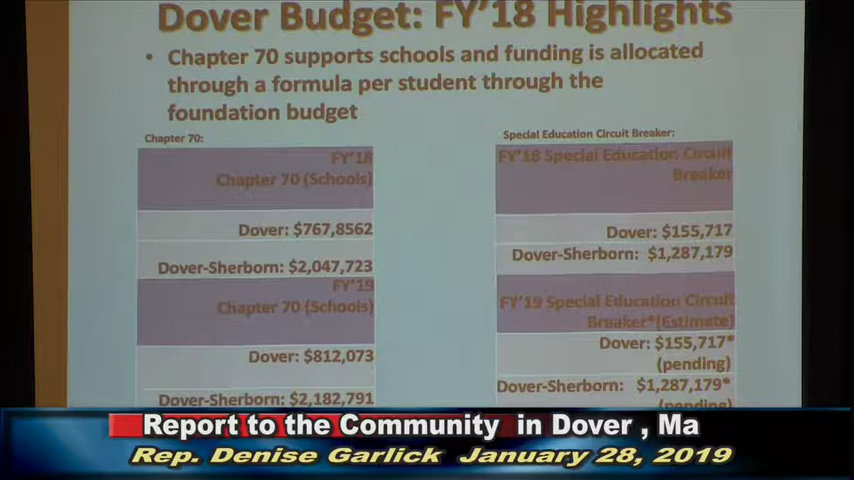 Dover Budget: FY'18 Highlights
• Chapter 70 supports schools and funding is allocated
through a formula per student through the
foundation budget
Chapter 70:
FY'18
Chapter 70 (Schools)
Dover: $767,8562
Dover-Sherborn: $2,047,723
FY'19
Chapter 70 (Schools)
Dover: $812,073
Dover-Sherborn: $2,182,791
Special Education Circuit Breaker:
FY'18 Special Education Circuit
Breaker
Dover: $155,717
Dover-Sherborn: $1,287,179
FY'19 Special Education Circuit
Breaker*(Estimate)
Dover: $155,717*
(pending)
Dover-Sherborn: $1,287,179*
(pending)
Report to the Community in Dover , Ma
Rep. Denise Garlick January 28, 2019